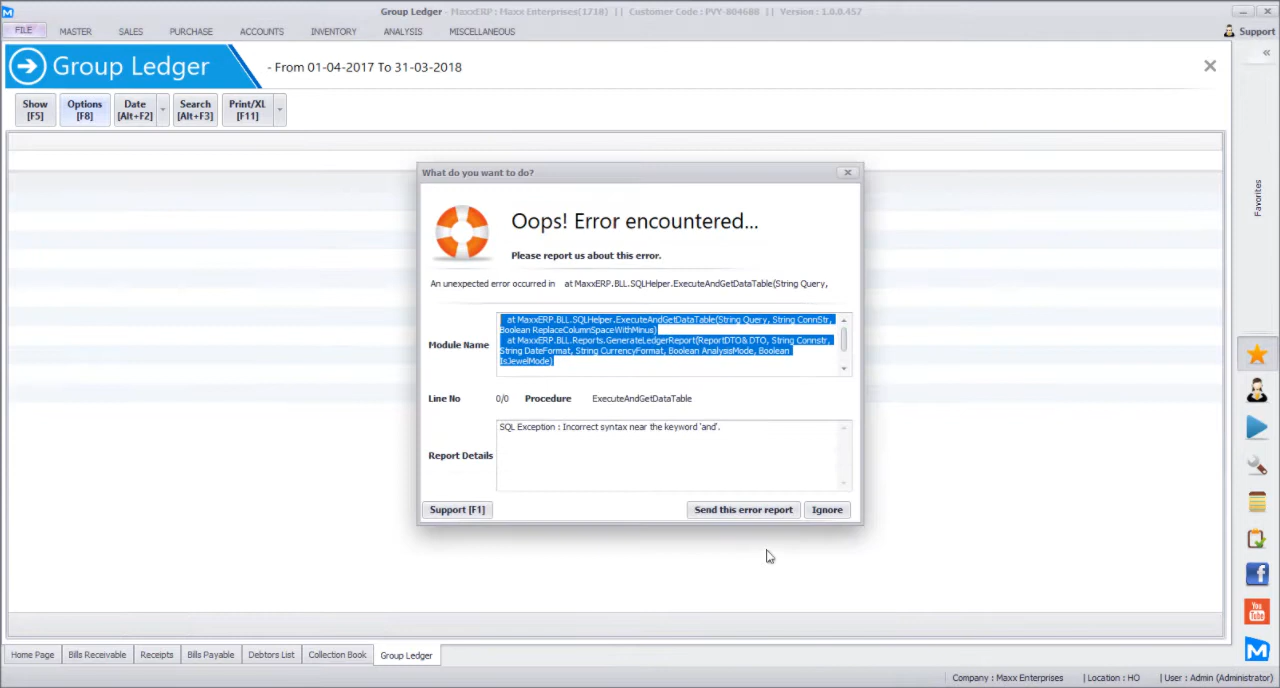 Group Ledger - MaxxERP : Maxx Enterprises(1718) || Customer Code : PVY-804688 || Version : 1.0.0.457
FILE MASTER SALES PURCHASE ACCOUNTS INVENTORY ANALYSIS MISCELLANEOUS Support
Group Ledger - From 01-04-2017 To 31-03-2018
Show [F5]
Options [F8]
Date [Alt+F2]
Search [Alt+F3]
Print/XL [F11]
Favorites
What do you want to do?
Oops! Error encountered...
Please report us about this error.
An unexpected error occurred in at MaxxERP.BLL.SQLHelper.ExecuteAndGetDataTable(String Query,
Module Name
at MaxxERP.BLL.SQLHelper.ExecuteAndGetDataTable(String Query, String ConnStr,
Boolean ReplaceColumnSpaceWithMinus)
at MaxxERP.BLL.Reports.GenerateLedgerReport(ReportDTO& DTO, String Connstr,
String DateFormat, String CurrencyFormat, Boolean AnalysisMode, Boolean
IsJewelMode)
Line No 0/0 Procedure ExecuteAndGetDataTable
Report Details
SQL Exception : Incorrect syntax near the keyword 'and'.
Support [F1] Send this error report Ignore
You
Tube
Home Page Bills Receivable Receipts Bills Payable Debtors List Collection Book Group Ledger
Company : Maxx Enterprises | Location : HO | User : Admin (Administrator)